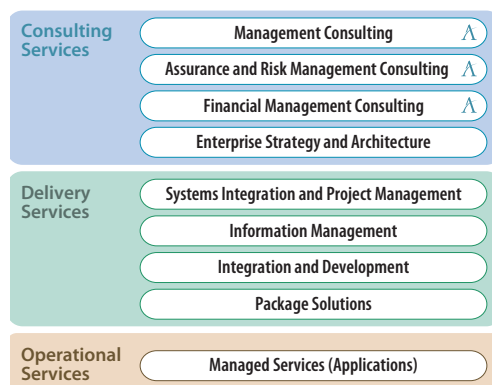 Consulting
Services
Management Consulting
Assurance and Risk Management Consulting
Financial Management Consulting
Enterprise Strategy and Architecture
Delivery
Services
Systems Integration and Project Management
Information Management
Integration and Development
Package Solutions
Operational
Services
Managed Services (Applications)